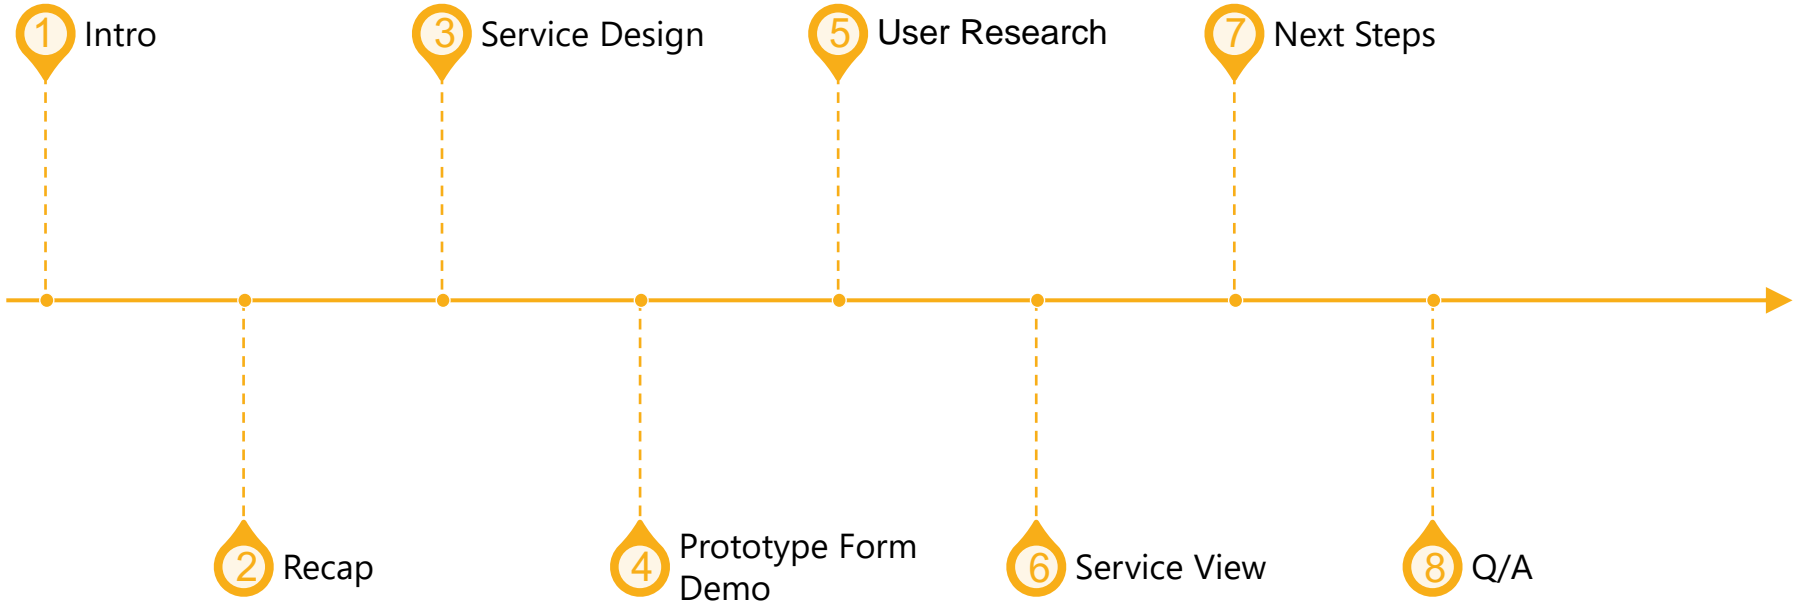 1 Intro
2 Recap
3 Service Design
4 Prototype Form
Demo
5 User Research
6 Service View
7 Next Steps
8 Q/A